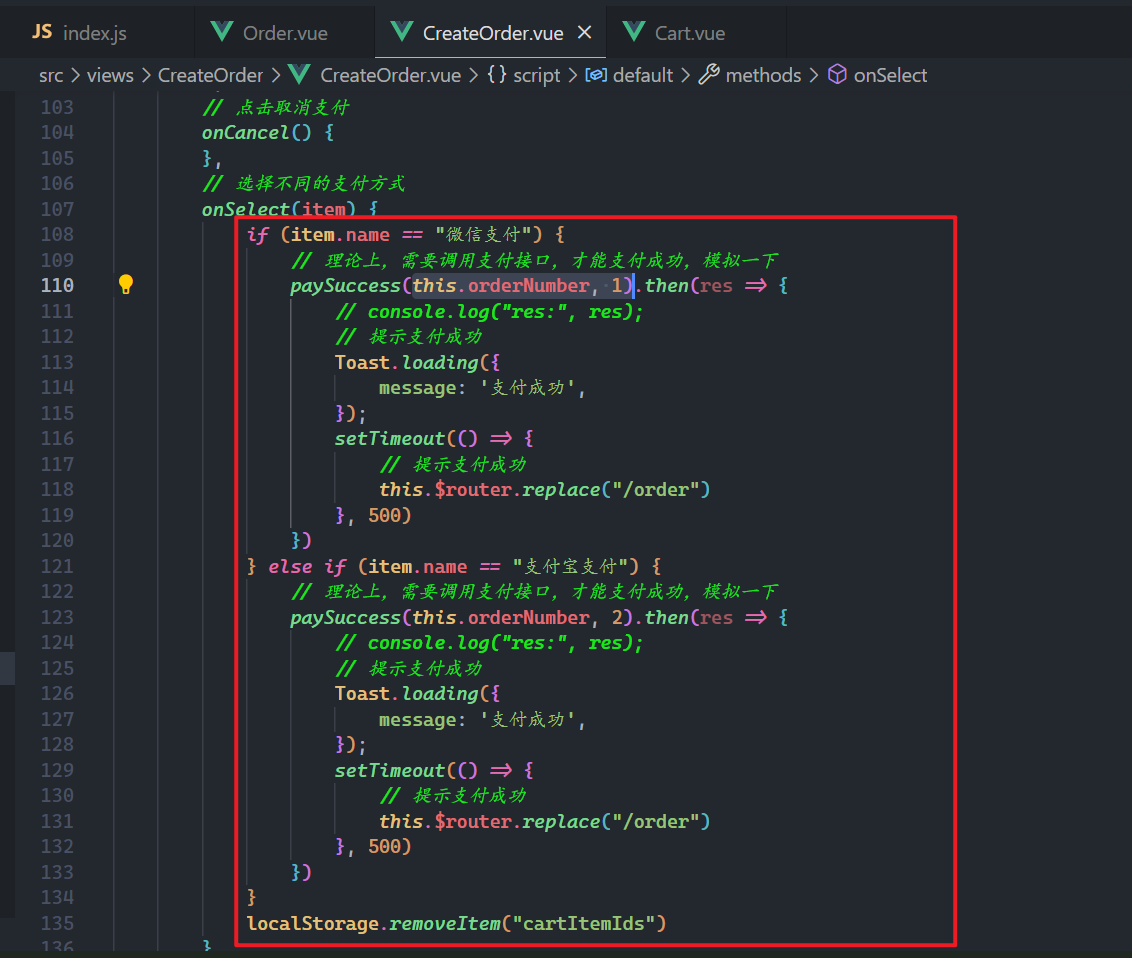 JS index.js Order.vue CreateOrder.vue × Cart.vue
src > views > CreateOrder > CreateOrder.vue > {} script > default > methods > onSelect
103 // 点击取消支付
104 onCancel() {
105 },
106 // 选择不同的支付方式
107 onSelect(item) {
108 if (item.name == "微信支付") {
109 // 理论上，需要调用支付接口，才能支付成功，模拟一下
110 paySuccess(this.orderNumber, 1).then(res => {
111 // console.log("res:", res);
112 // 提示支付成功
113 Toast.loading({
114 message: '支付成功',
115 });
116 setTimeout(() => {
117 // 提示支付成功
118 this.$router.replace("/order")
119 }, 500)
120 })
121 } else if (item.name == "支付宝支付") {
122 // 理论上，需要调用支付接口，才能支付成功，模拟一下
123 paySuccess(this.orderNumber, 2).then(res => {
124 // console.log("res:", res);
125 // 提示支付成功
126 Toast.loading({
127 message: '支付成功',
128 });
129 setTimeout(() => {
130 // 提示支付成功
131 this.$router.replace("/order")
132 }, 500)
133 })
134 }
135 localStorage.removeItem("cartItemIds")
136 }